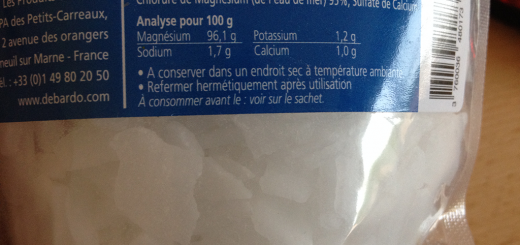 Les Produ
PA des Petits-Carreaux,
2 avenue des orangers
neuil sur Marne - France
él. : +33 (0)1 49 80 20 50
www.debardo.com
Chlorure de Magnésium (de l'eau de mer) 95%, Sulfate de Calcium
Analyse pour 100 g
Magnésium 96,1 g Potassium 1,2 g
Sodium 1,7 g Calcium 1,0 g
• A conserver dans un endroit sec à température ambiante
• Refermer hermétiquement après utilisation
A consommer avant le : voir sur le sachet.